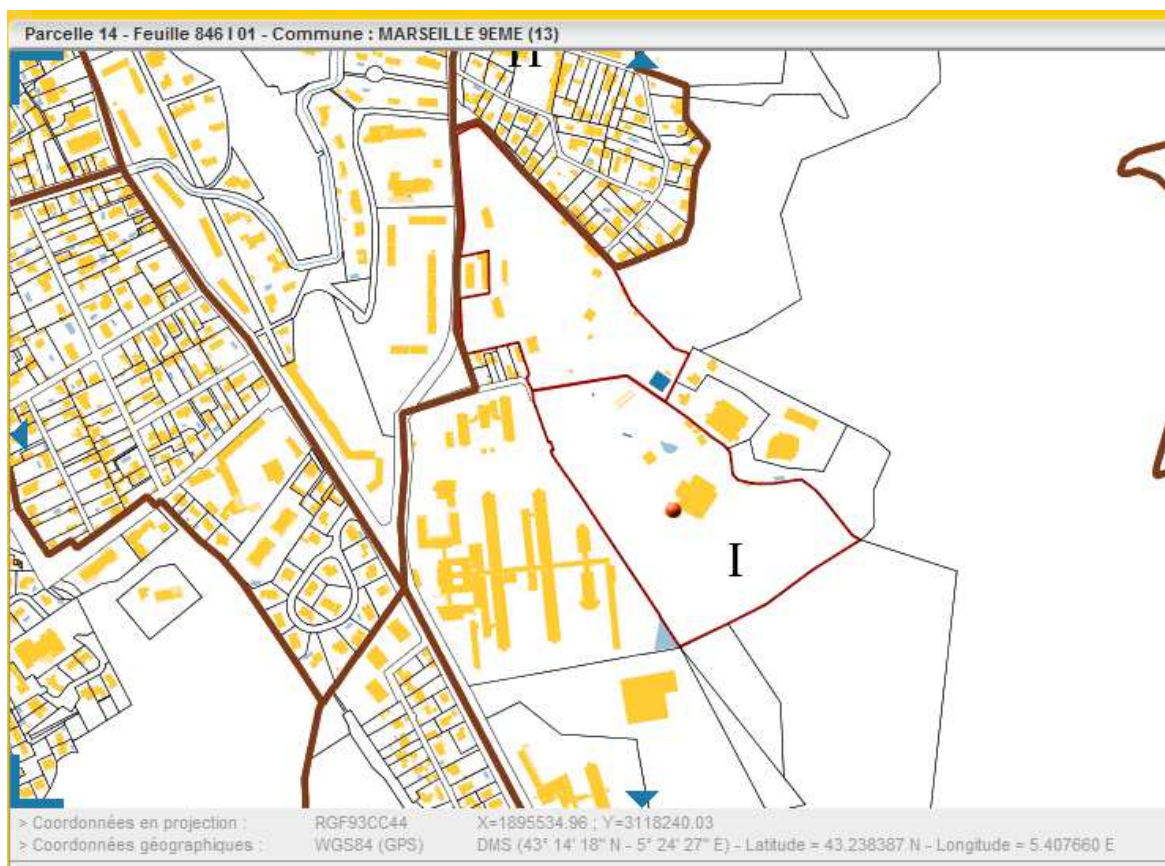 Parcelle 14 - Feuille 846 I 01 - Commune : MARSEILLE 9EME (13)
I
> Coordonnées en projection : RGF93CC44 X=1895534.96 ; Y=3118240.03
> Coordonnées géographiques : WGS84 (GPS) DMS (43° 14' 18" N - 5° 24' 27" E) - Latitude = 43.238387 N - Longitude = 5.407660 E